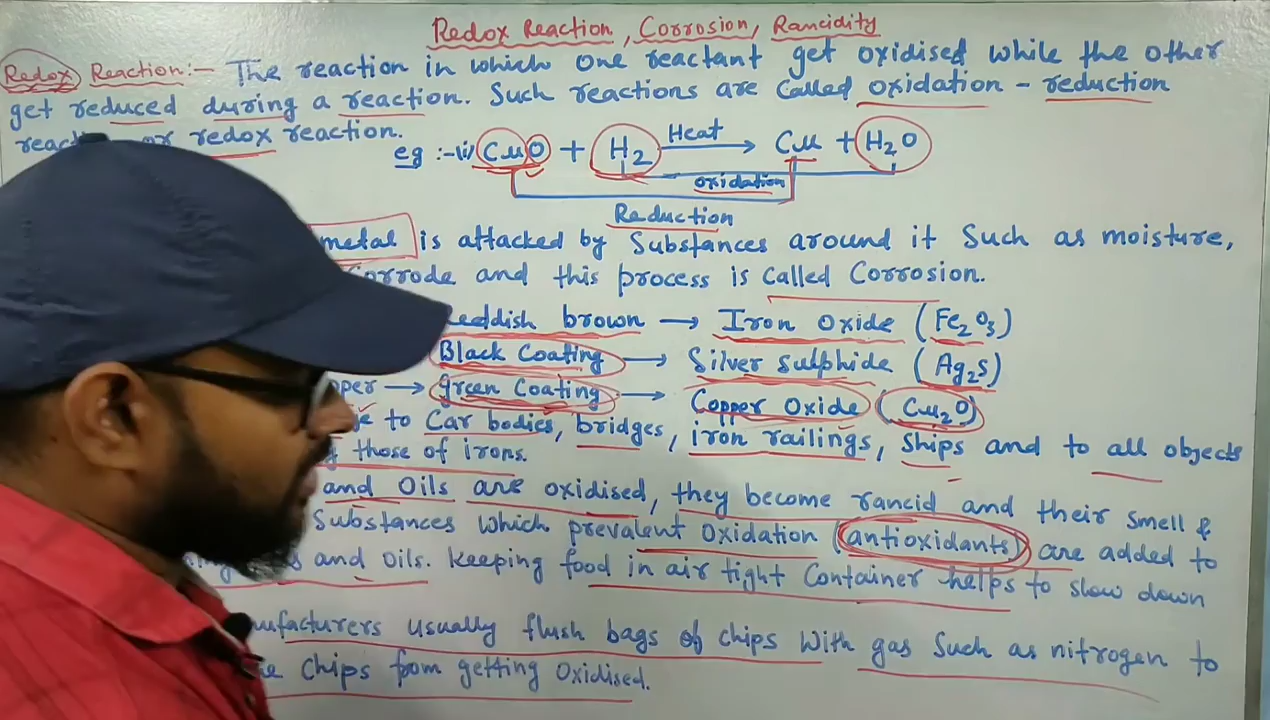 Redox Reaction, Corrosion, Rancidity
Redox Reaction:- The reaction in which one reactant get oxidised while the other
get reduced during a reaction. Such reactions are called oxidation - reduction
or redox reaction.
eg :- (i) CuO + H2 Heat Cu + H2O
oxidation
Reduction
metal is attacked by Substances around it Such as moisture,
corrode and this process is called Corrosion.
Reddish brown → Iron Oxide (Fe2O3)
Black Coating → Silver Sulphide (Ag2S)
→ green Coating → Copper Oxide (Cu2O)
to Car bodies, bridges, iron railings, Ships and to all objects
those of irons.
and Oils are oxidised, they become rancid and their smell &
Substances which prevalent Oxidation (antioxidants) are added to
and oils. Keeping food in air tight Container helps to slow down
usually flush bags of chips with gas Such as nitrogen to
chips from getting Oxidised.